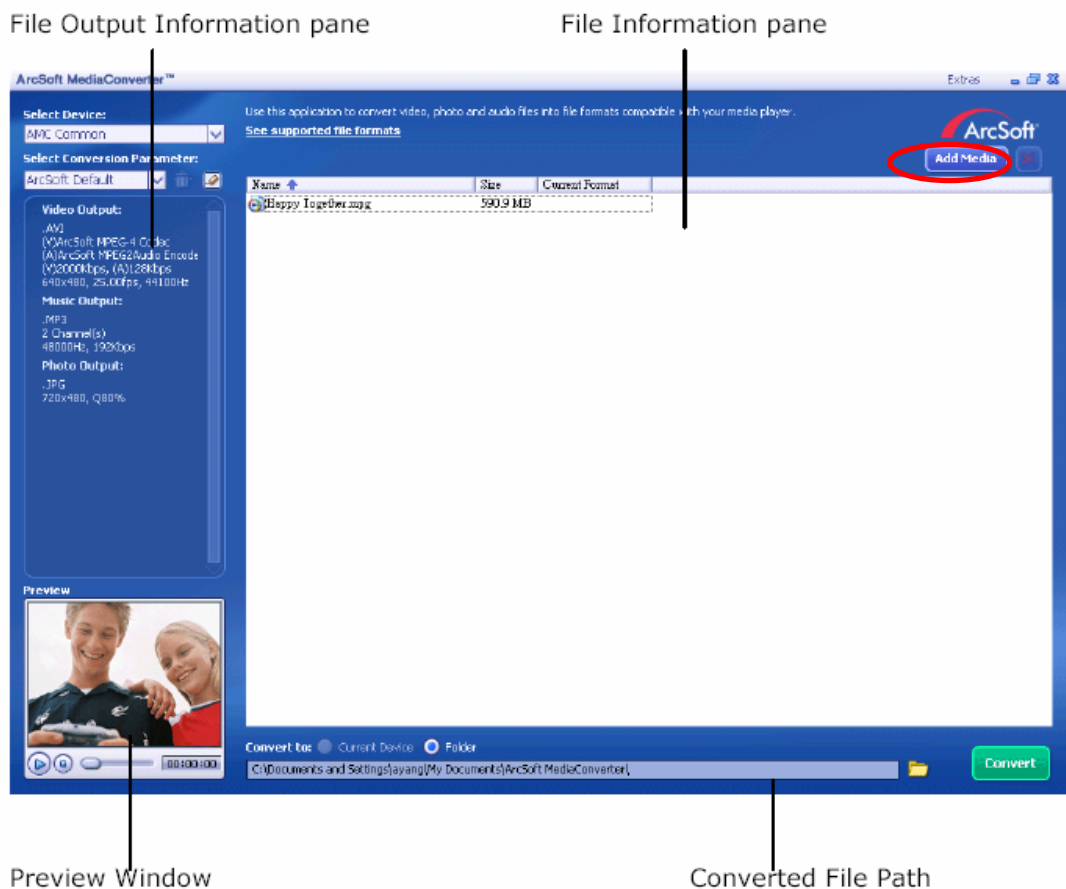 File Output Information pane
File Information pane
ArcSoft MediaConverter™
Extras
Select Device:
AMC Common
Select Conversion Parameter:
ArcSoft Default
Use this application to convert video, photo and audio files into file formats compatible with your media player.
See supported file formats
ArcSoft
Add Media
Name
Size
Current Format
Happy Together.mpg
590.9 MB
Video Output:
.AVI
(V)ArcSoft MPEG-4 Codec
(A)ArcSoft MPEG2Audio Encode
(V)2000Kbps, (A)128Kbps
640x480, 25.00fps, 44100Hz
Music Output:
.MP3
2 Channel(s)
48000Hz, 192Kbps
Photo Output:
.JPG
720x480, Q80%
Preview
00:00:00
Convert to:
Current Device
Folder
C:\Documents and Settings\ayang\My Documents\ArcSoft MediaConverter\
Convert
Preview Window
Converted File Path